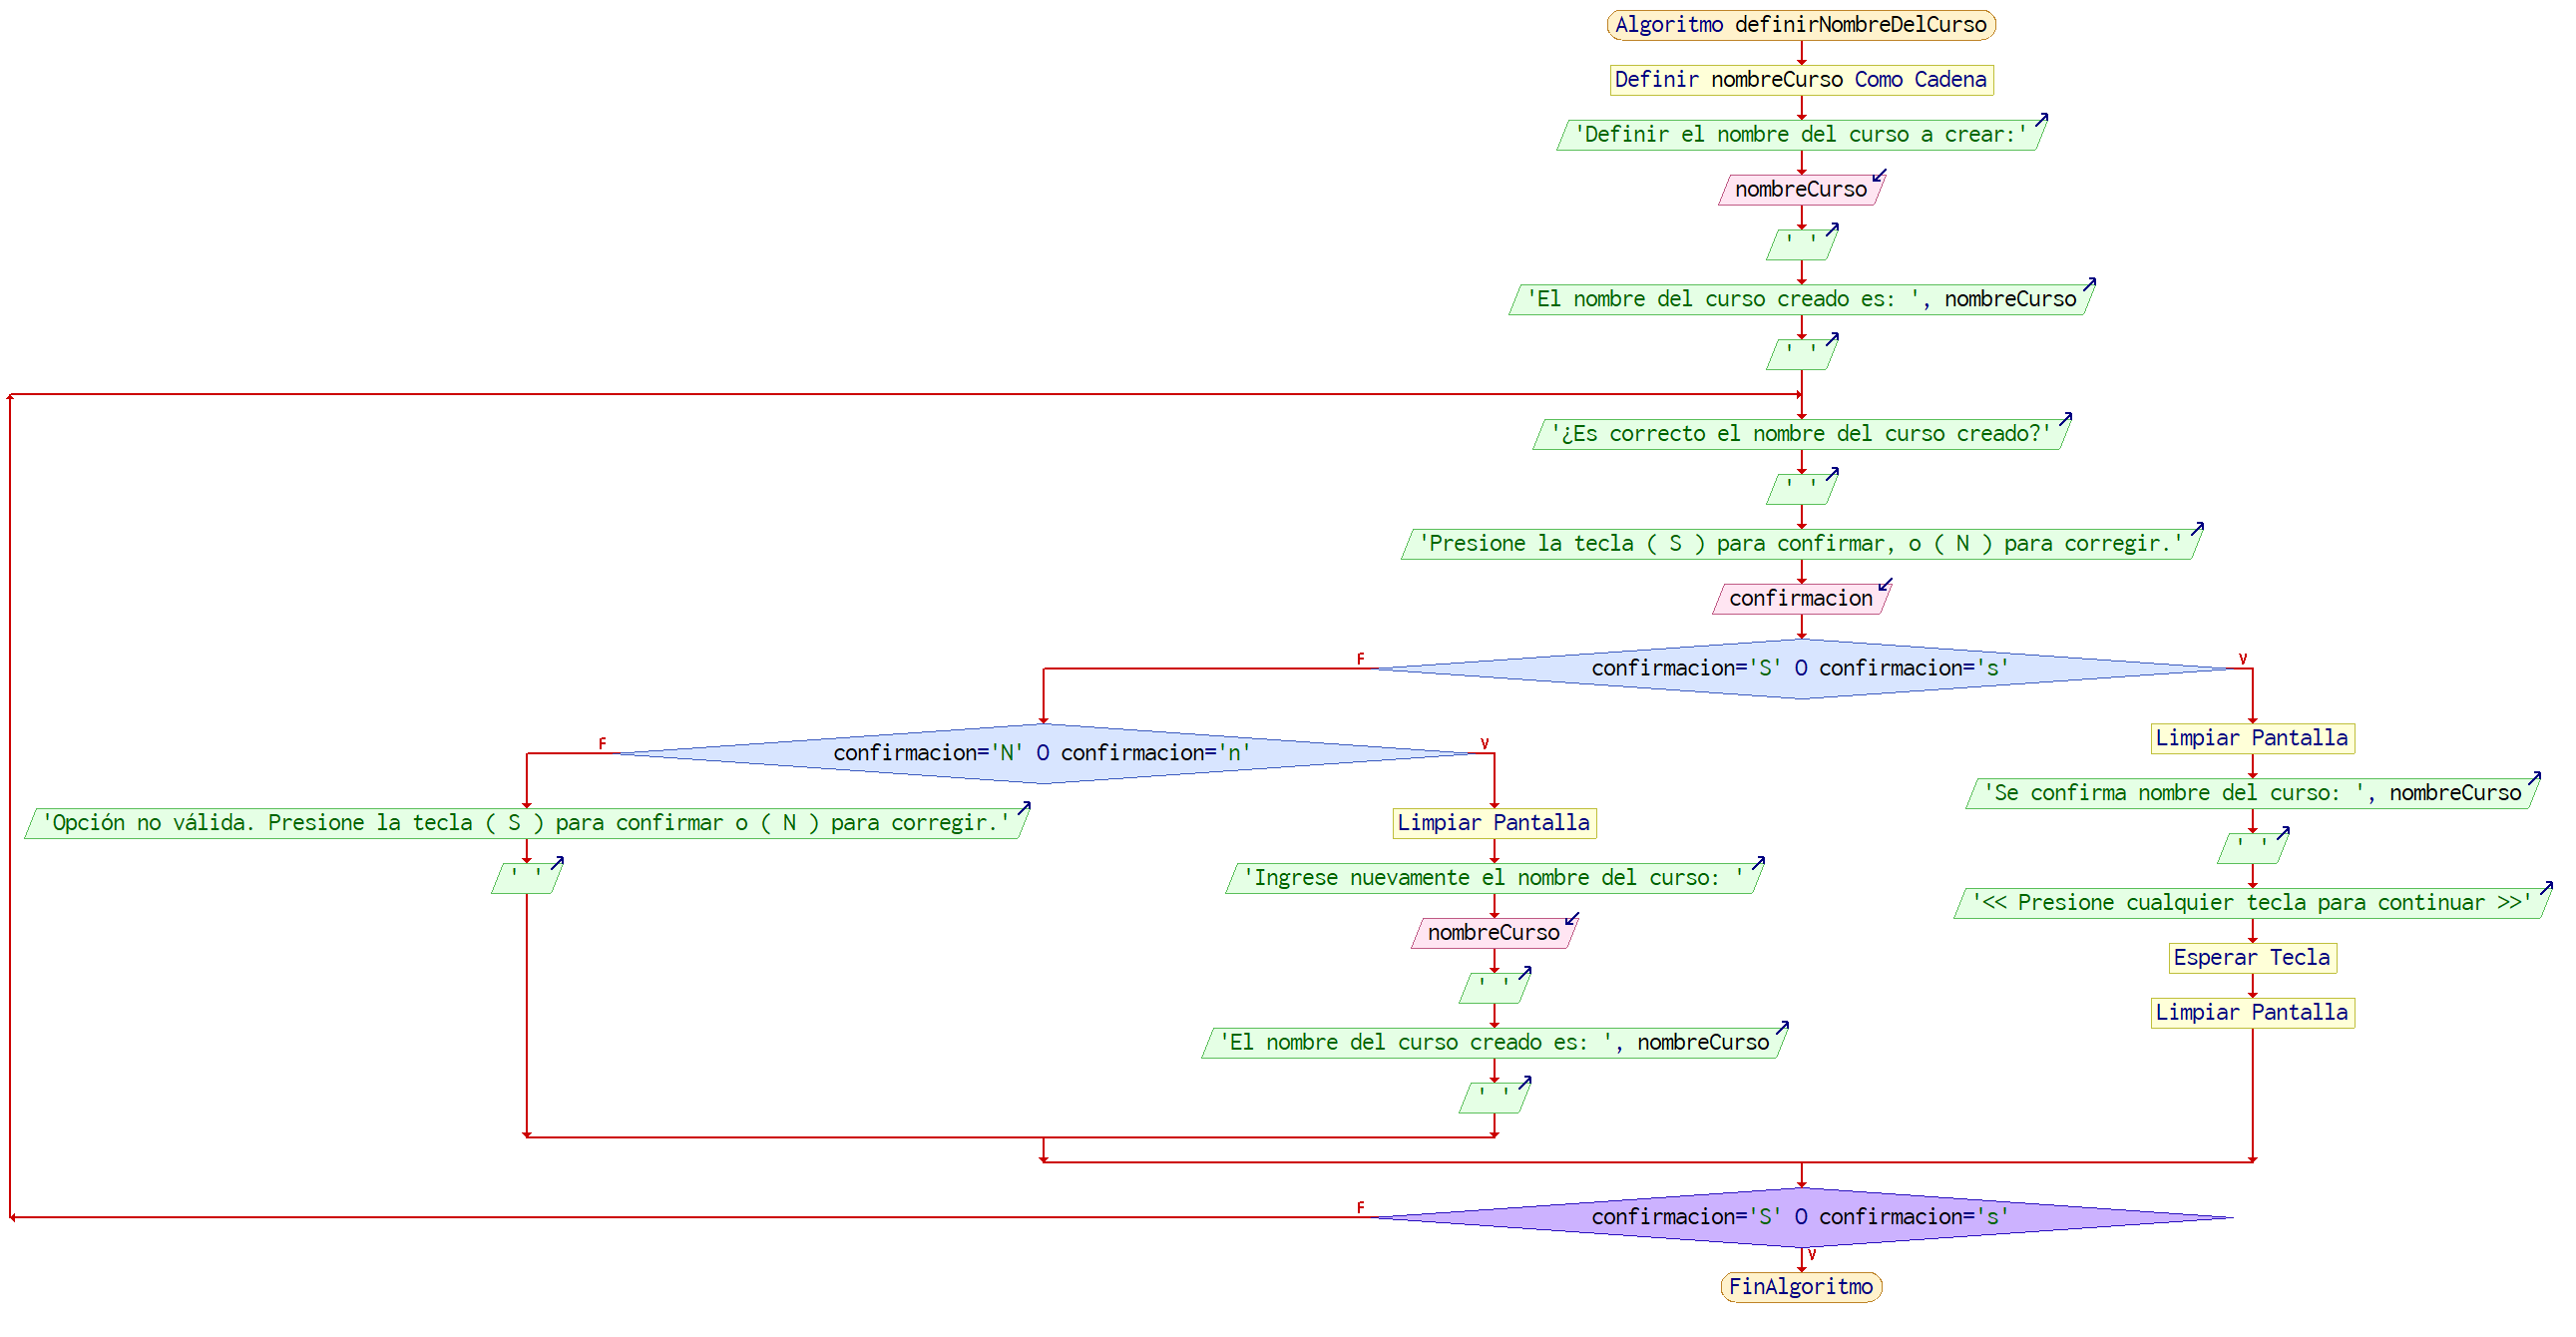 Algoritmo definirNombreDelCurso
Definir nombreCurso Como Cadena
'Definir el nombre del curso a crear:'
nombreCurso
' '
'El nombre del curso creado es: ', nombreCurso
' '
'¿Es correcto el nombre del curso creado?'
' '
'Presione la tecla ( S ) para confirmar, o ( N ) para corregir.'
confirmacion
F
confirmacion='S' O confirmacion='s'
V
F
confirmacion='N' O confirmacion='n'
V
'Opción no válida. Presione la tecla ( S ) para confirmar o ( N ) para corregir.'
' '
Limpiar Pantalla
'Ingrese nuevamente el nombre del curso: '
nombreCurso
' '
'El nombre del curso creado es: ', nombreCurso
' '
Limpiar Pantalla
'Se confirma nombre del curso: ', nombreCurso
' '
'<< Presione cualquier tecla para continuar >>'
Esperar Tecla
Limpiar Pantalla
F
confirmacion='S' O confirmacion='s'
V
FinAlgoritmo